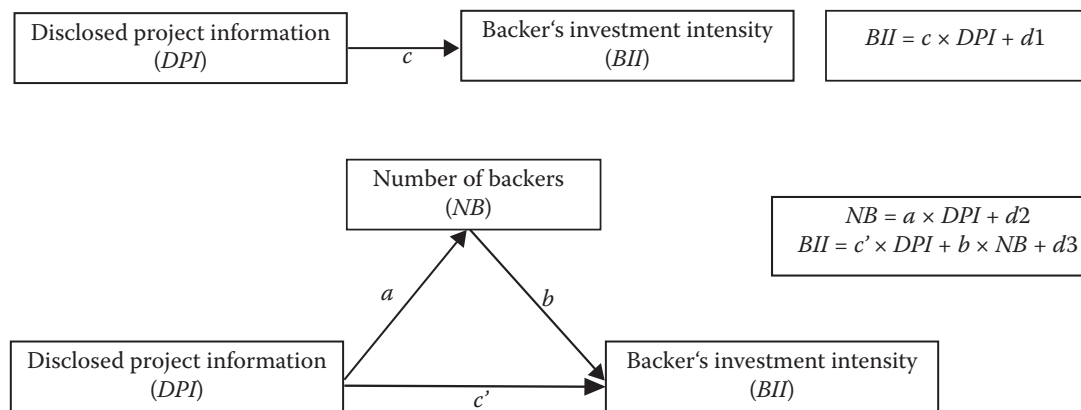 Disclosed project information
(DPI)
c
Backer‘s investment intensity
(BII)
BII = c × DPI + d1
Number of backers
(NB)
NB = a × DPI + d2
BII = c’ × DPI + b × NB + d3
a
b
Disclosed project information
(DPI)
c’
Backer‘s investment intensity
(BII)